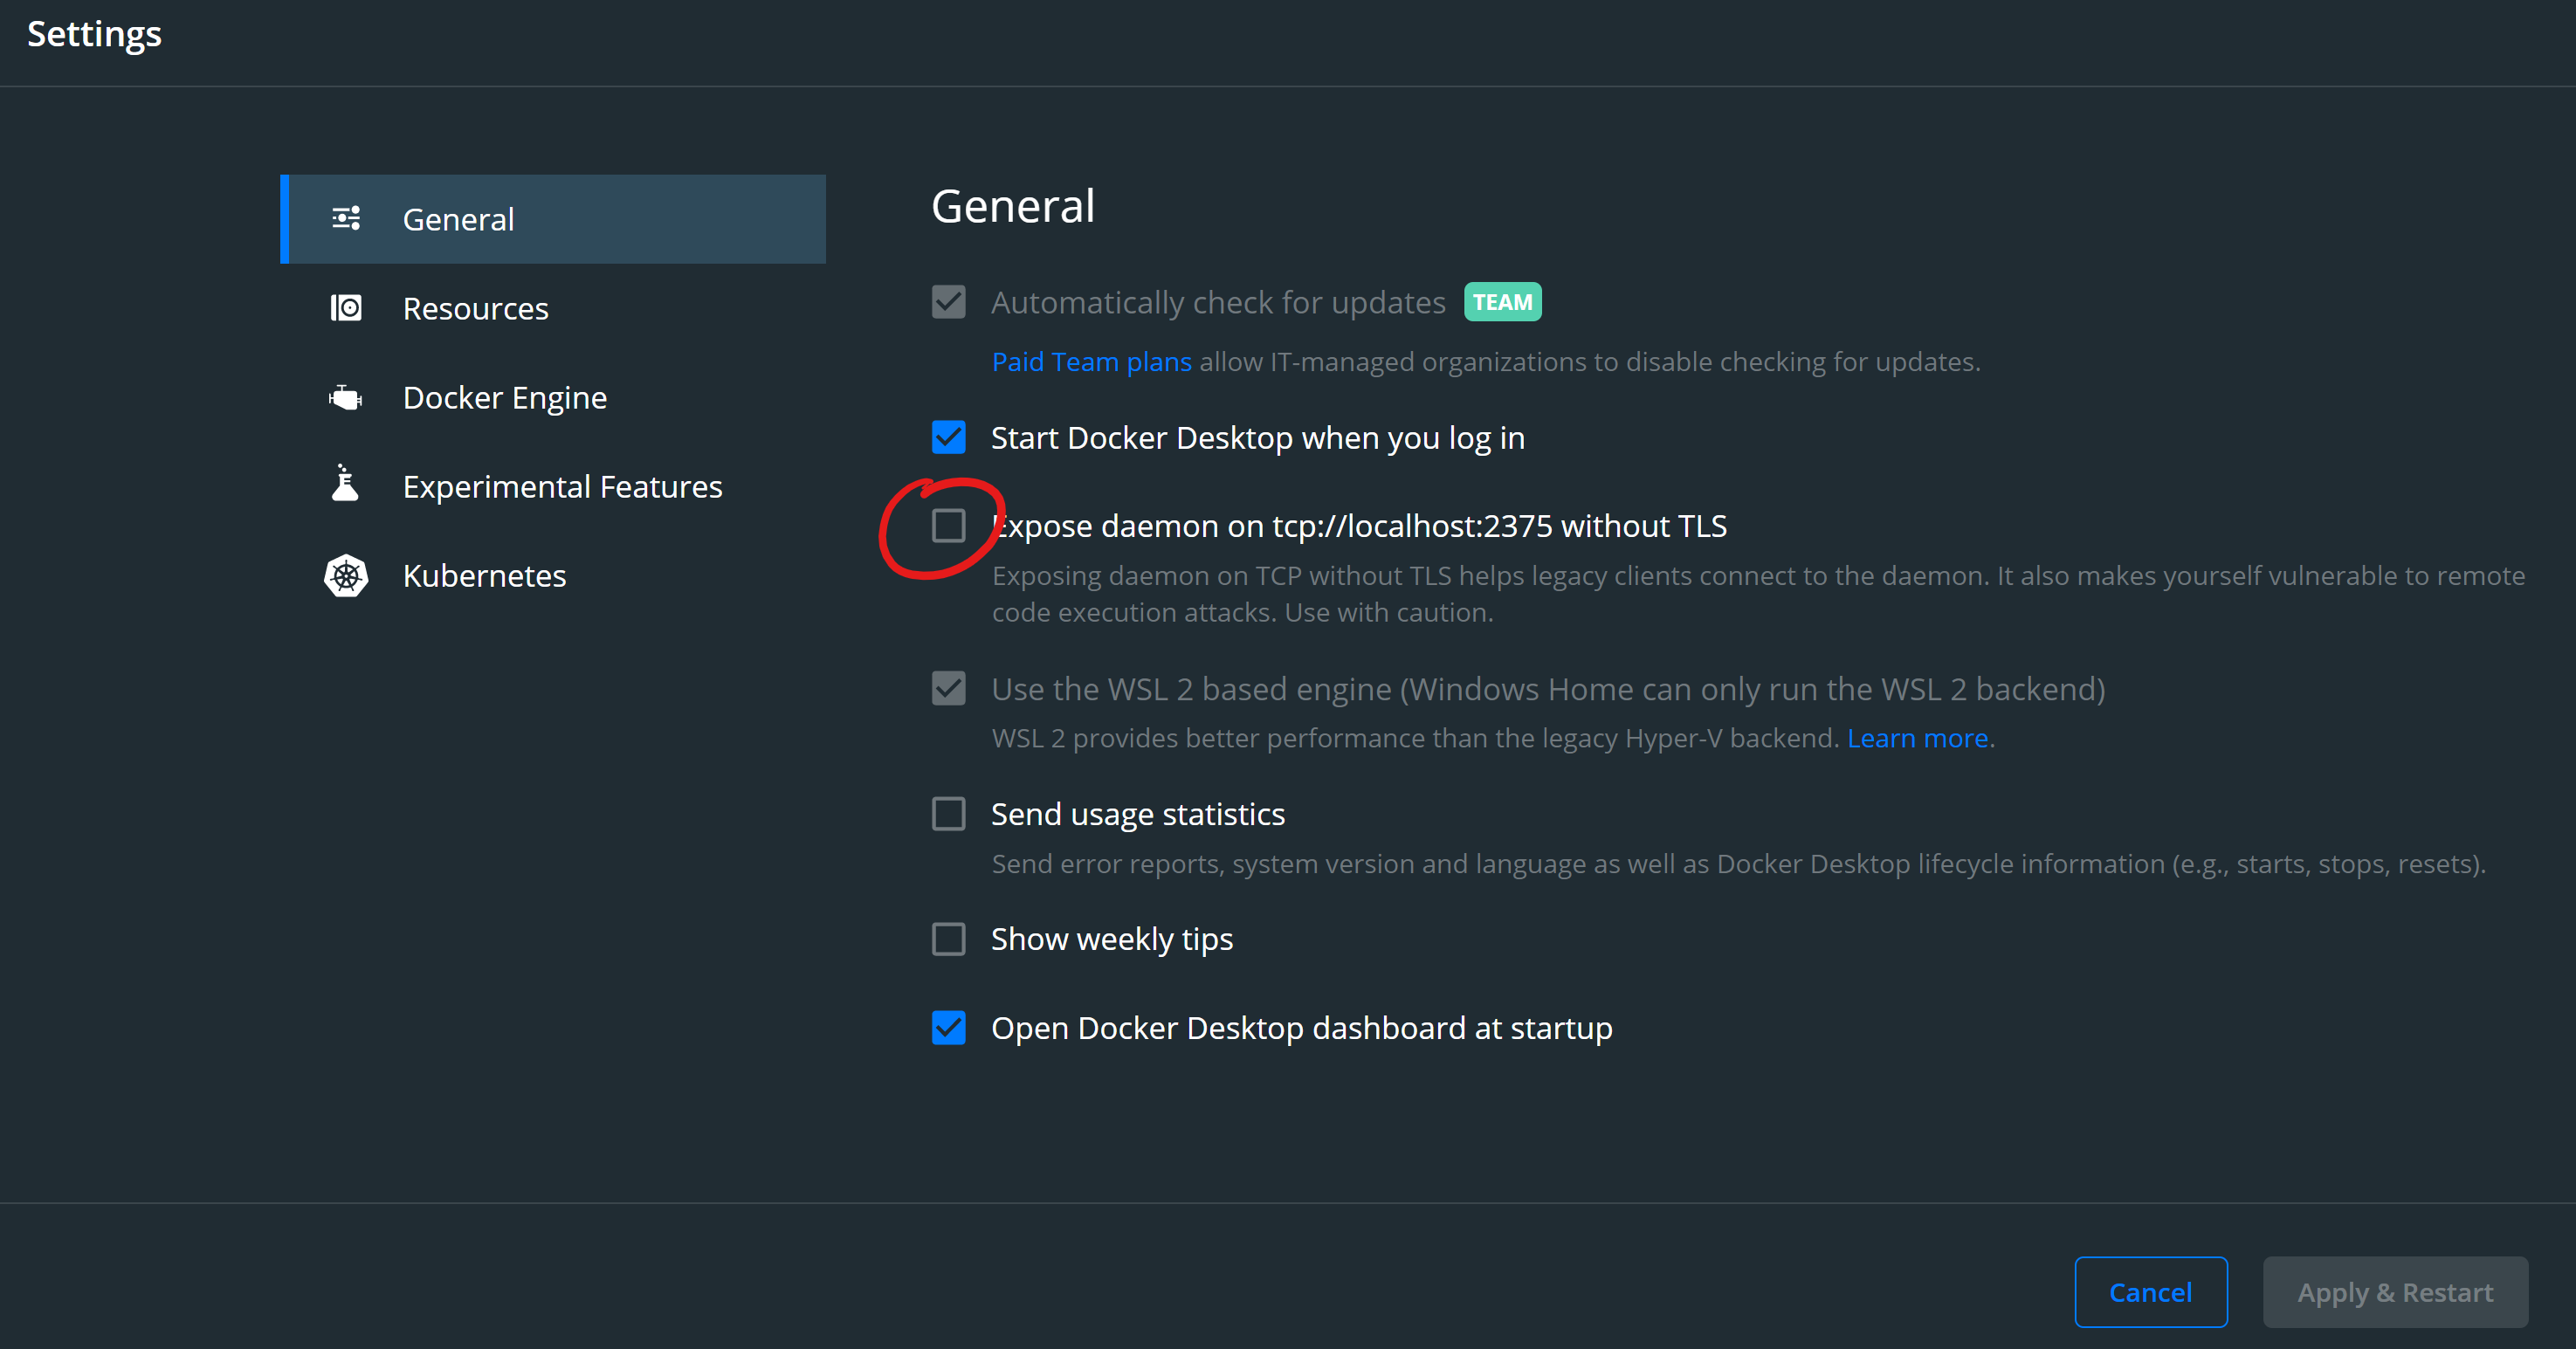 Settings
General
Resources
Docker Engine
Experimental Features
Kubernetes
General
Automatically check for updates TEAM
Paid Team plans allow IT-managed organizations to disable checking for updates.
Start Docker Desktop when you log in
Expose daemon on tcp://localhost:2375 without TLS
Exposing daemon on TCP without TLS helps legacy clients connect to the daemon. It also makes yourself vulnerable to remote
code execution attacks. Use with caution.
Use the WSL 2 based engine (Windows Home can only run the WSL 2 backend)
WSL 2 provides better performance than the legacy Hyper-V backend. Learn more.
Send usage statistics
Send error reports, system version and language as well as Docker Desktop lifecycle information (e.g., starts, stops, resets).
Show weekly tips
Open Docker Desktop dashboard at startup
Cancel
Apply & Restart